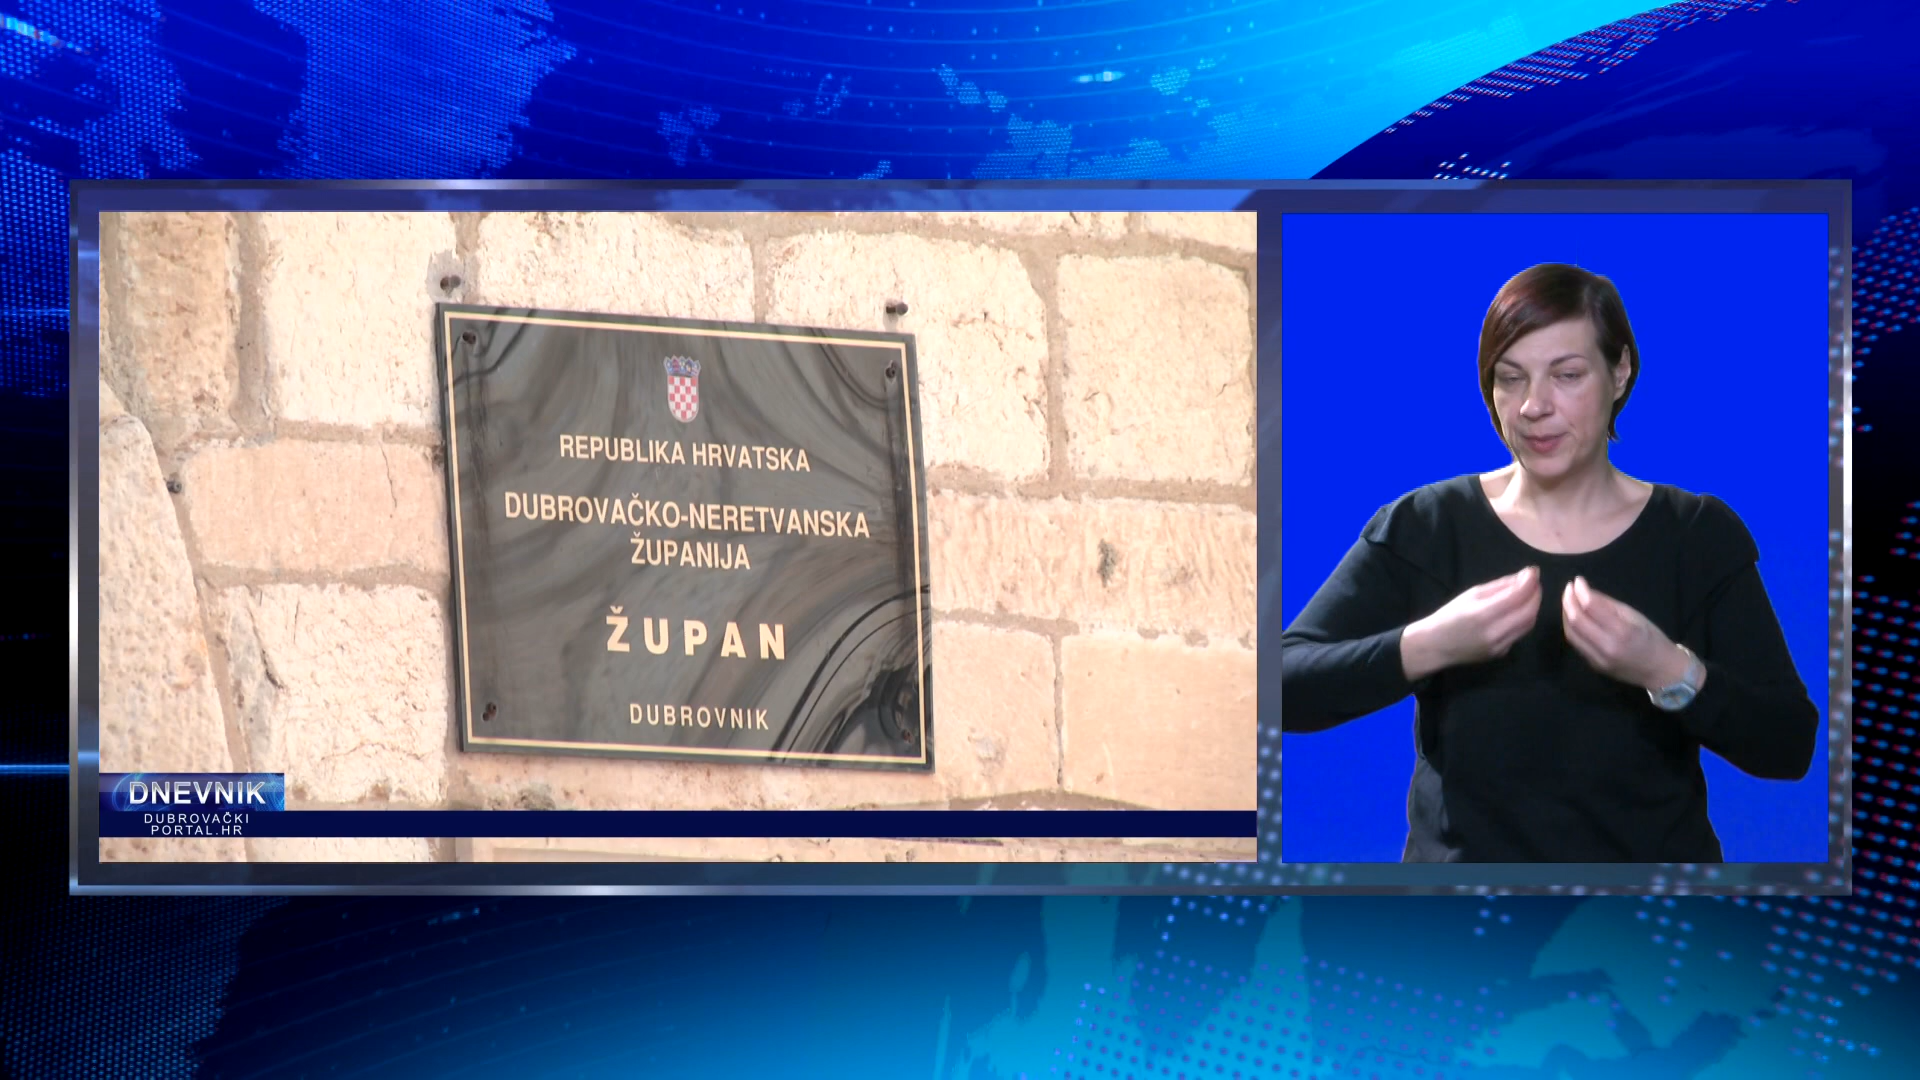 REPUBLIKA HRVATSKA
DUBROVAČKO-NERETVANSKA
ŽUPANIJA
ŽUPAN
DUBROVNIK
DNEVNIK
DUBROVAČKI
PORTAL.HR